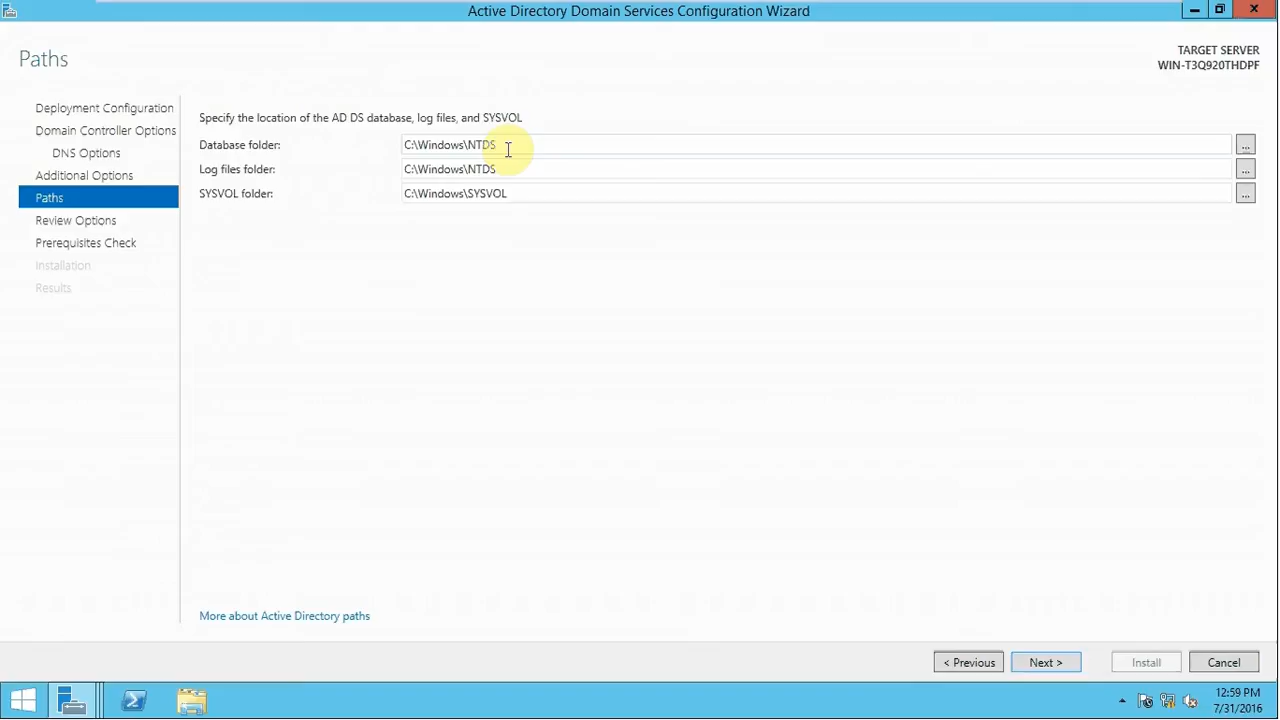 Active Directory Domain Services Configuration Wizard
Paths
TARGET SERVER
WIN-T3Q920THDPF
Deployment Configuration
Domain Controller Options
DNS Options
Additional Options
Paths
Review Options
Prerequisites Check
Installation
Results
Specify the location of the AD DS database, log files, and SYSVOL
Database folder: C:\Windows\NTDS ...
Log files folder: C:\Windows\NTDS ...
SYSVOL folder: C:\Windows\SYSVOL ...
More about Active Directory paths
< Previous Next > Install Cancel
12:59 PM
7/31/2016